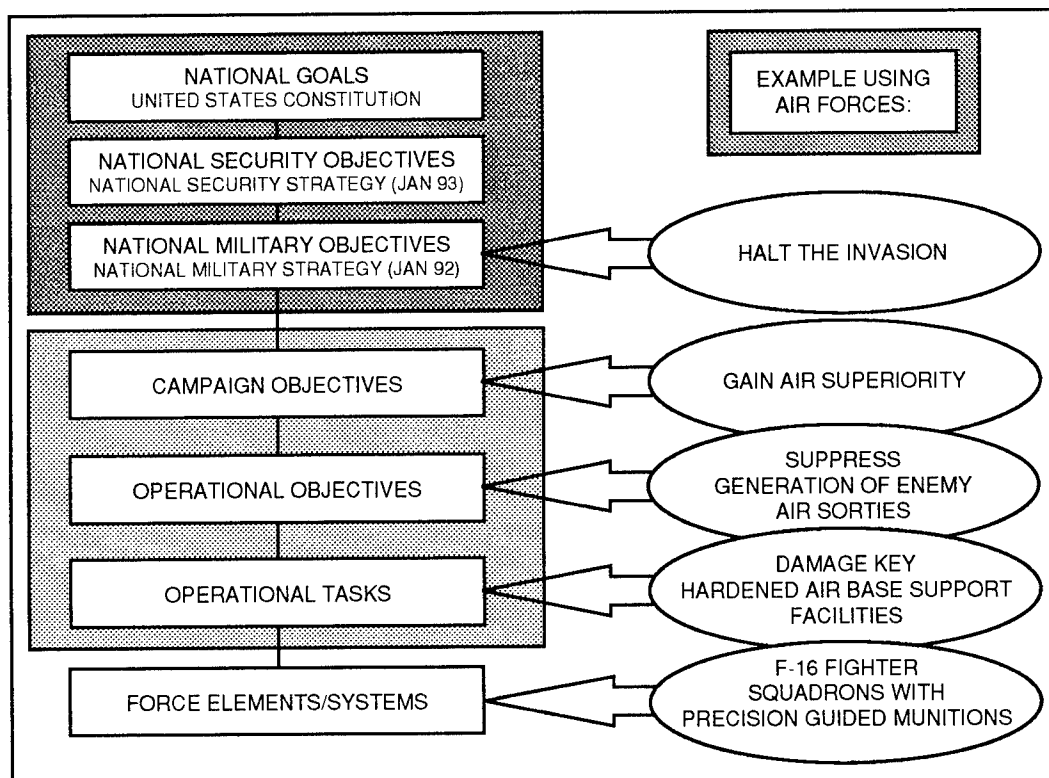 NATIONAL GOALS
UNITED STATES CONSTITUTION
NATIONAL SECURITY OBJECTIVES
NATIONAL SECURITY STRATEGY (JAN 93)
NATIONAL MILITARY OBJECTIVES
NATIONAL MILITARY STRATEGY (JAN 92)
CAMPAIGN OBJECTIVES
OPERATIONAL OBJECTIVES
OPERATIONAL TASKS
FORCE ELEMENTS/SYSTEMS
EXAMPLE USING
AIR FORCES:
HALT THE INVASION
GAIN AIR SUPERIORITY
SUPPRESS
GENERATION OF ENEMY
AIR SORTIES
DAMAGE KEY
HARDENED AIR BASE SUPPORT
FACILITIES
F-16 FIGHTER
SQUADRONS WITH
PRECISION GUIDED MUNITIONS